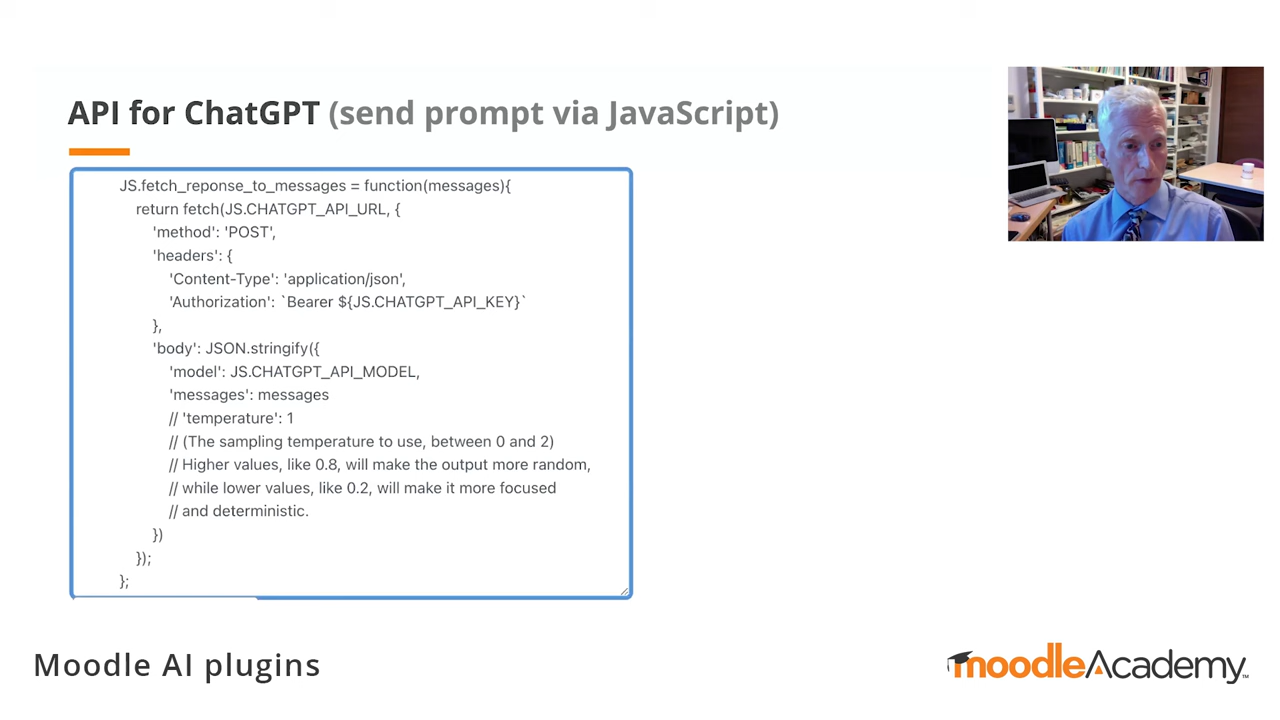 API for ChatGPT (send prompt via JavaScript)
JS.fetch_reponse_to_messages = function(messages){
return fetch(JS.CHATGPT_API_URL, {
'method': 'POST',
'headers': {
'Content-Type': 'application/json',
'Authorization': `Bearer ${JS.CHATGPT_API_KEY}`
},
'body': JSON.stringify({
'model': JS.CHATGPT_API_MODEL,
'messages': messages
// 'temperature': 1
// (The sampling temperature to use, between 0 and 2)
// Higher values, like 0.8, will make the output more random,
// while lower values, like 0.2, will make it more focused
// and deterministic.
})
});
};
Moodle AI plugins
moodleAcademy™